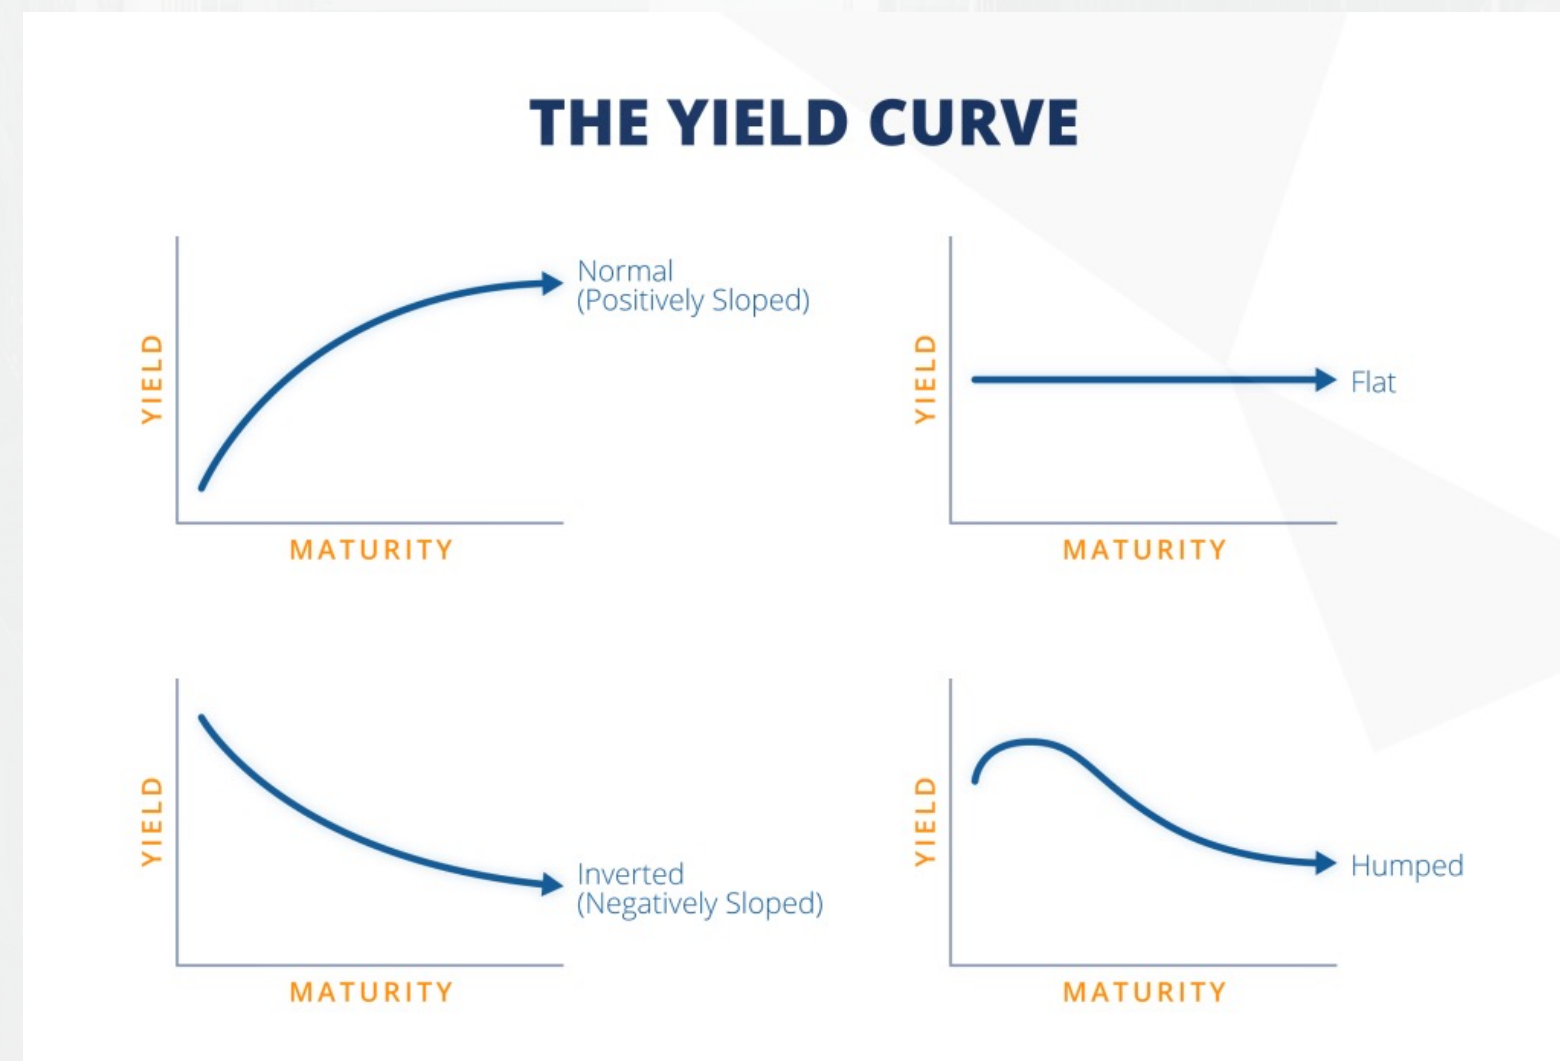 THE YIELD CURVE
YIELD
Normal
(Positively Sloped)
MATURITY
YIELD
Flat
MATURITY
YIELD
Inverted
(Negatively Sloped)
MATURITY
YIELD
Humped
MATURITY